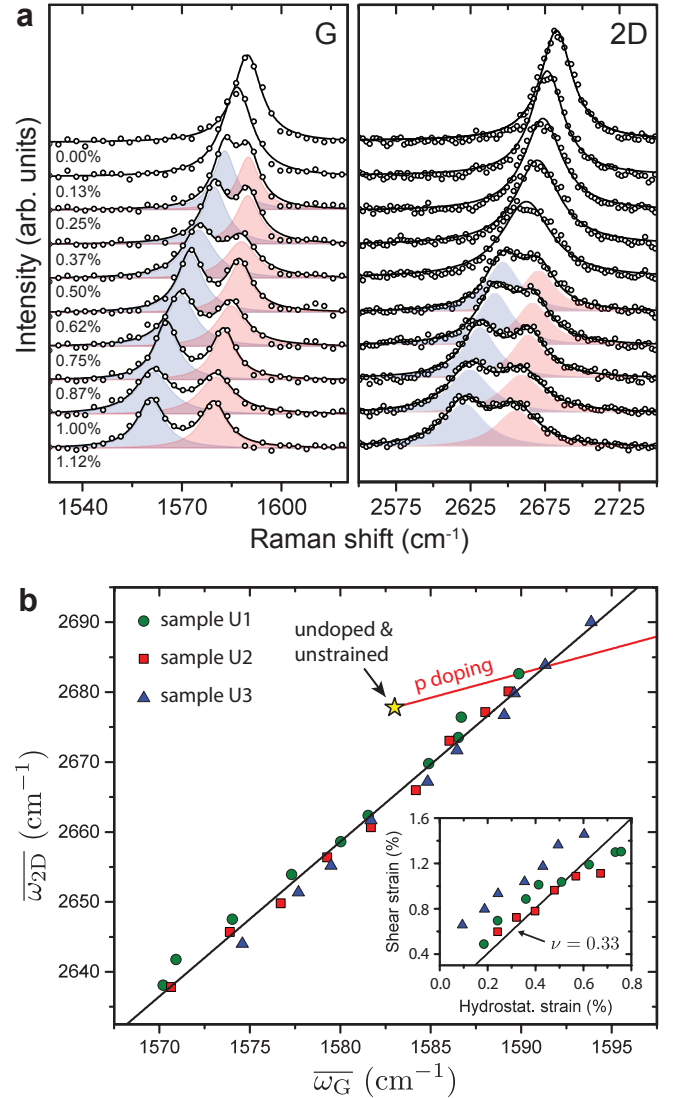 a
G
2D
0.00%
0.13%
0.25%
0.37%
0.50%
0.62%
0.75%
0.87%
1.00%
1.12%
Intensity (arb. units)
1540 1570 1600
2575 2625 2675 2725
Raman shift (cm⁻¹)
b
sample U1
sample U2
sample U3
undoped &
unstrained
p doping
2690
2680
2670
2660
2650
2640
ω̅2D (cm⁻¹)
1.6
1.2
0.8
0.4
Shear strain (%)
ν = 0.33
0.0 0.2 0.4 0.6 0.8
Hydrostat. strain (%)
1570 1575 1580 1585 1590 1595
ω̅G (cm⁻¹)